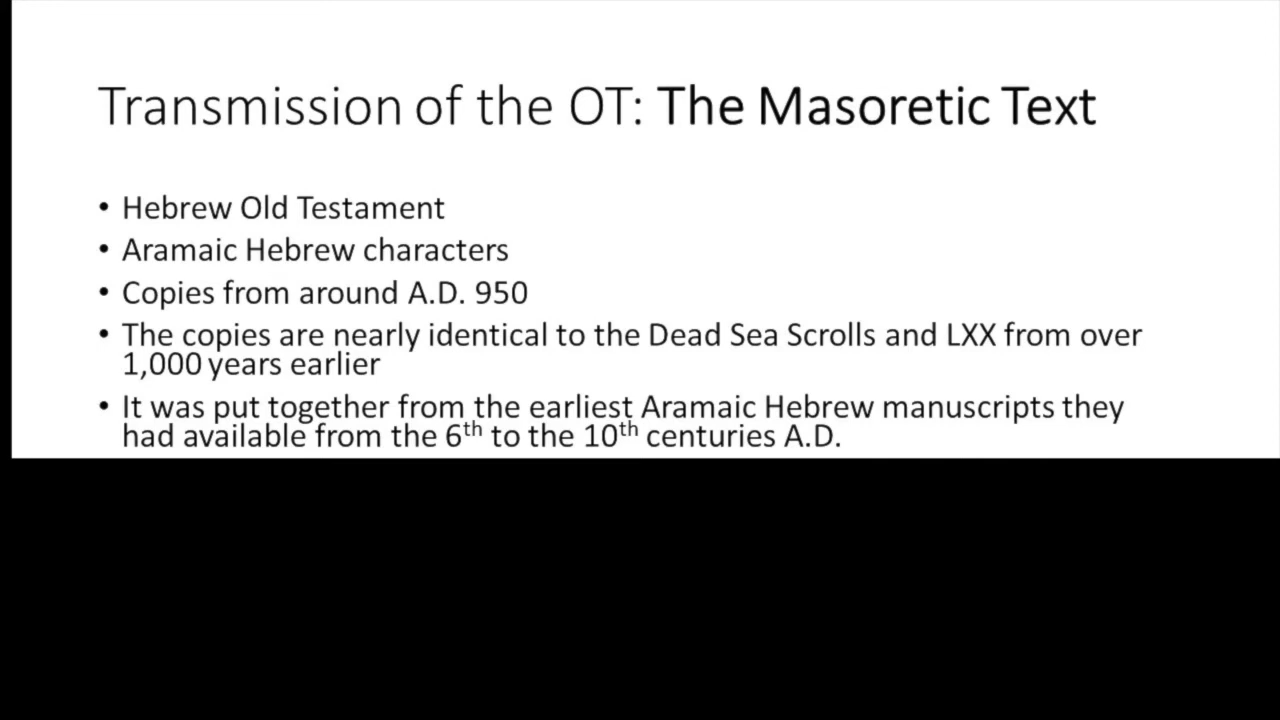 Transmission of the OT: The Masoretic Text
• Hebrew Old Testament
• Aramaic Hebrew characters
• Copies from around A.D. 950
• The copies are nearly identical to the Dead Sea Scrolls and LXX from over
1,000 years earlier
• It was put together from the earliest Aramaic Hebrew manuscripts they
had available from the 6th to the 10th centuries A.D.